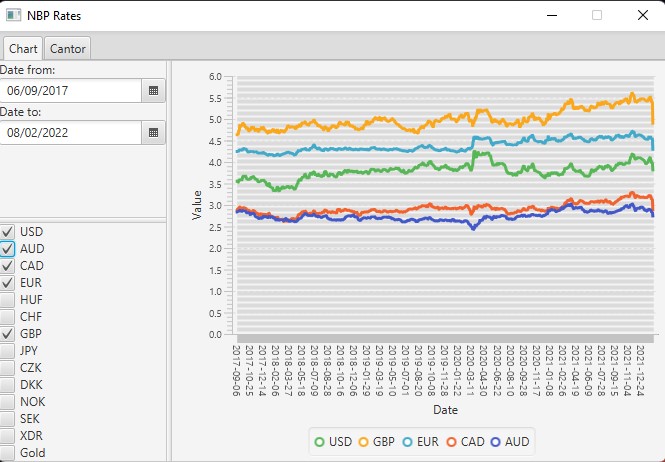 NBP Rates
Chart Cantor
Date from:
06/09/2017
Date to:
08/02/2022
USD
AUD
CAD
EUR
HUF
CHF
GBP
JPY
CZK
DKK
NOK
SEK
XDR
Gold
Value
6.0
5.5
5.0
4.5
4.0
3.5
3.0
2.5
2.0
1.5
1.0
0.5
0.0
2017-09-06
2017-10-25
2017-12-14
2018-02-06
2018-03-27
2018-05-18
2018-07-09
2018-08-28
2018-10-16
2018-12-06
2019-01-29
2019-03-19
2019-05-10
2019-07-01
2019-08-20
2019-10-08
2019-11-28
2020-01-22
2020-03-11
2020-04-30
2020-06-22
2020-08-10
2020-09-28
2020-11-17
2021-01-08
2021-02-26
2021-04-19
2021-06-09
2021-07-28
2021-09-15
2021-11-04
2021-12-24
Date
USD GBP EUR CAD AUD